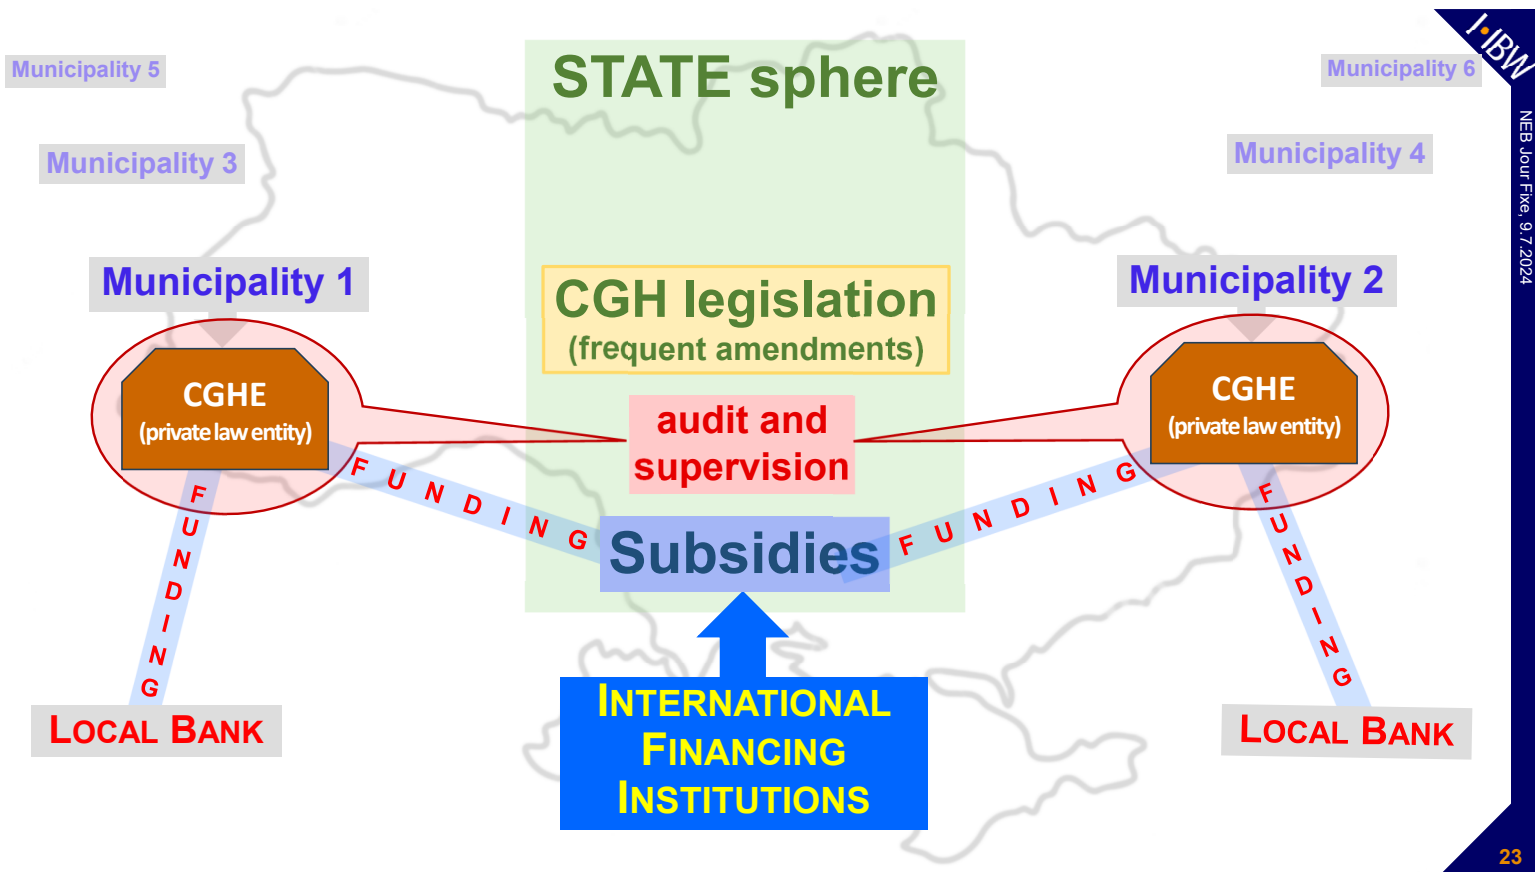 I·IBW
NEB Jour Fixe, 9.7.2024
STATE sphere
Municipality 5
Municipality 6
Municipality 3
Municipality 4
Municipality 1
Municipality 2
CGH legislation
(frequent amendments)
CGHE
(private law entity)
CGHE
(private law entity)
audit and
supervision
FUNDING
FUNDING
Subsidies
FUNDING
FUNDING
LOCAL BANK
LOCAL BANK
INTERNATIONAL
FINANCING
INSTITUTIONS
23